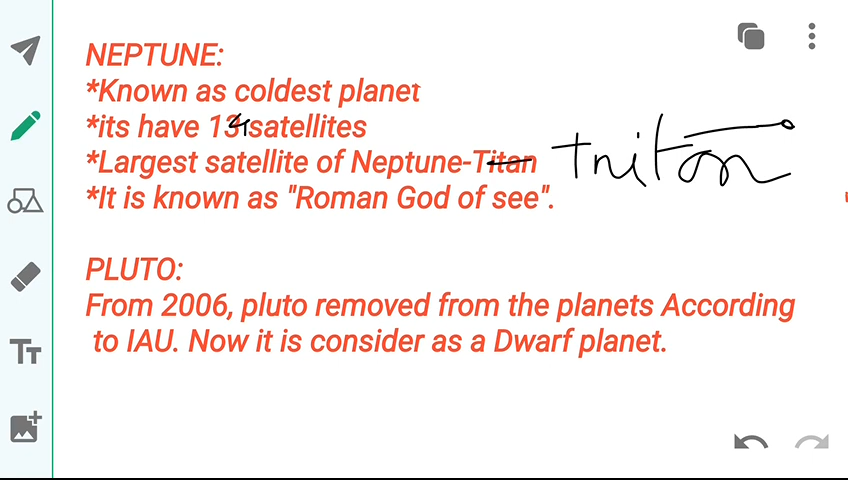 NEPTUNE:
*Known as coldest planet
*its have 134 satellites
*Largest satellite of Neptune-Titan triton
*It is known as "Roman God of see".
PLUTO:
From 2006, pluto removed from the planets According
to IAU. Now it is consider as a Dwarf planet.
TT